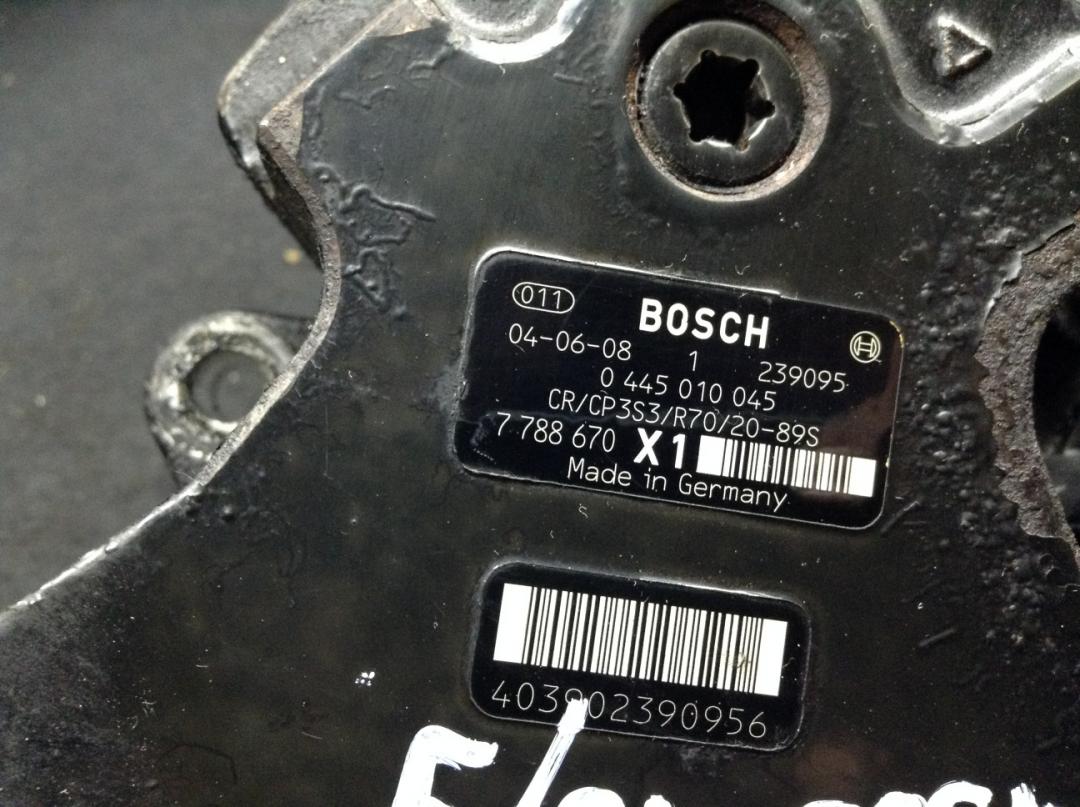 011
BOSCH
04-06-08 1 239095
0 445 010 045
CR/CP3S3/R70/20-89S
7 788 670 X1
Made in Germany
403902390956